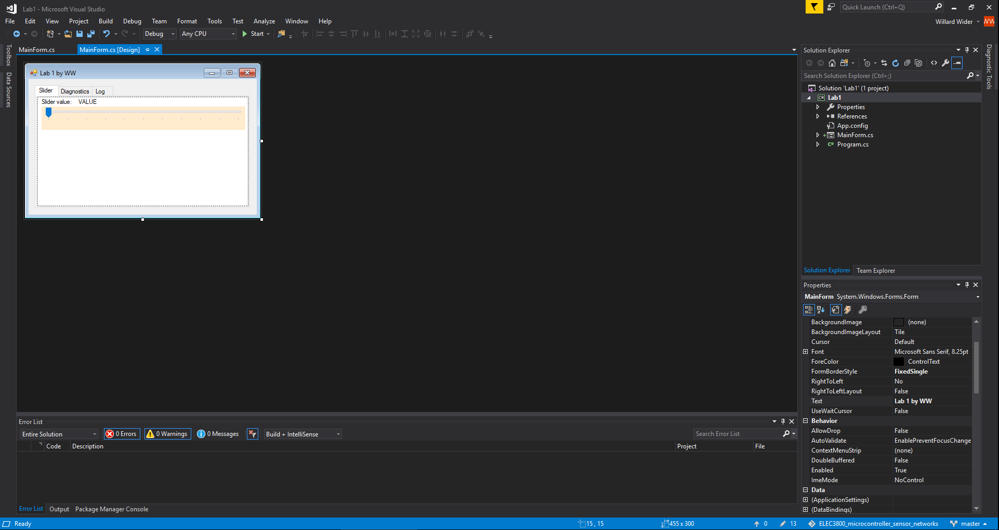 Lab1 - Microsoft Visual Studio
Quick Launch (Ctrl+Q)
File Edit View Project Build Debug Team Format Tools Test Analyze Window Help
Willard Wider WW
Debug Any CPU Start
Toolbox
Data Sources
MainForm.cs MainForm.cs [Design]
Lab 1 by WW
Slider Diagnostics Log
Slider value: VALUE
Solution Explorer
Search Solution Explorer (Ctrl+;)
Solution 'Lab1' (1 project)
C# Lab1
Properties
References
App.config
MainForm.cs
C# Program.cs
Solution Explorer Team Explorer
Diagnostic Tools
Properties
MainForm System.Windows.Forms.Form
BackgroundImage (none)
BackgroundImageLayout Tile
Cursor Default
Font Microsoft Sans Serif, 8.25pt
ForeColor ControlText
FormBorderStyle FixedSingle
RightToLeft No
RightToLeftLayout False
Text Lab 1 by WW
UseWaitCursor False
Behavior
AllowDrop False
AutoValidate EnablePreventFocusChange
ContextMenuStrip (none)
DoubleBuffered False
Enabled True
ImeMode NoControl
Data
(ApplicationSettings)
(DataBindings)
Error List
Entire Solution 0 Errors 0 Warnings 0 Messages Build + IntelliSense Search Error List
Code Description Project File
Error List Output Package Manager Console
Ready 15 , 15 455 x 300 0 13 ELEC3800_microcontroller_sensor_networks master